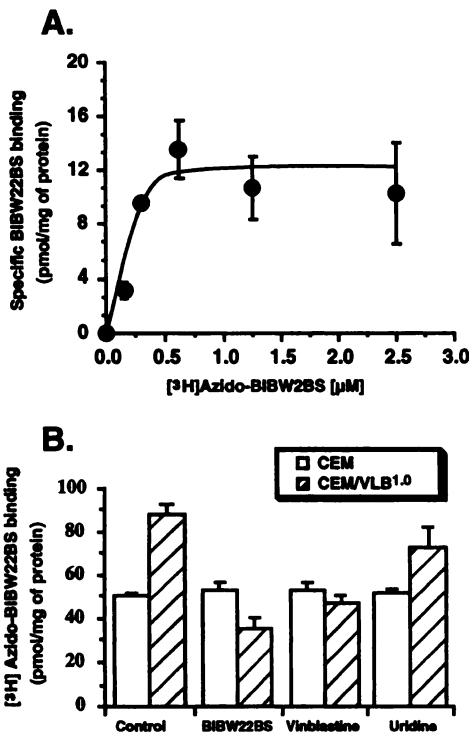 A.
Specific BIBW22BS binding
(pmol/mg of protein)
20
16
12
8
4
0
0.0 0.5 1.0 1.5 2.0 2.5 3.0
[³H]Azido-BIBW2BS [μM]
B.
CEM
CEM/VLB1.0
[³H] Azido-BIBW22BS binding
(pmol/mg of protein)
100
80
60
40
20
0
Control BIBW22BS Vinblastine Uridine